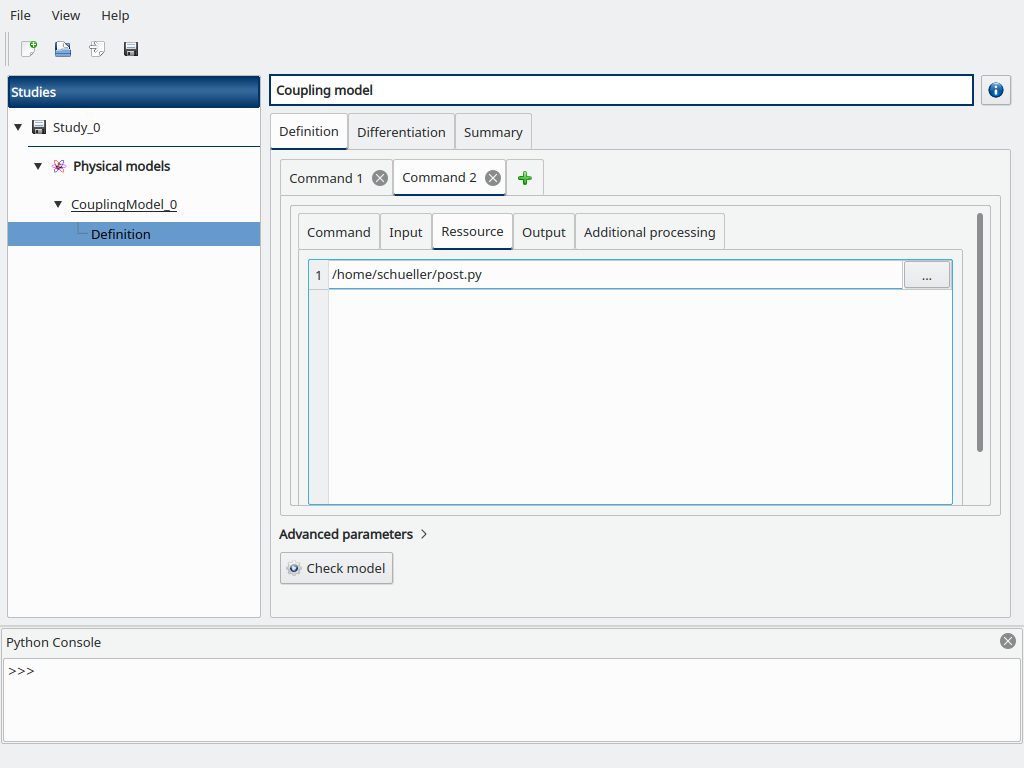 File View Help
Studies
Study_0
Physical models
CouplingModel_0
Definition
Coupling model
Definition Differentiation Summary
Command 1 Command 2
Command Input Ressource Output Additional processing
1 /home/schueller/post.py ...
Advanced parameters
Check model
Python Console
>>>